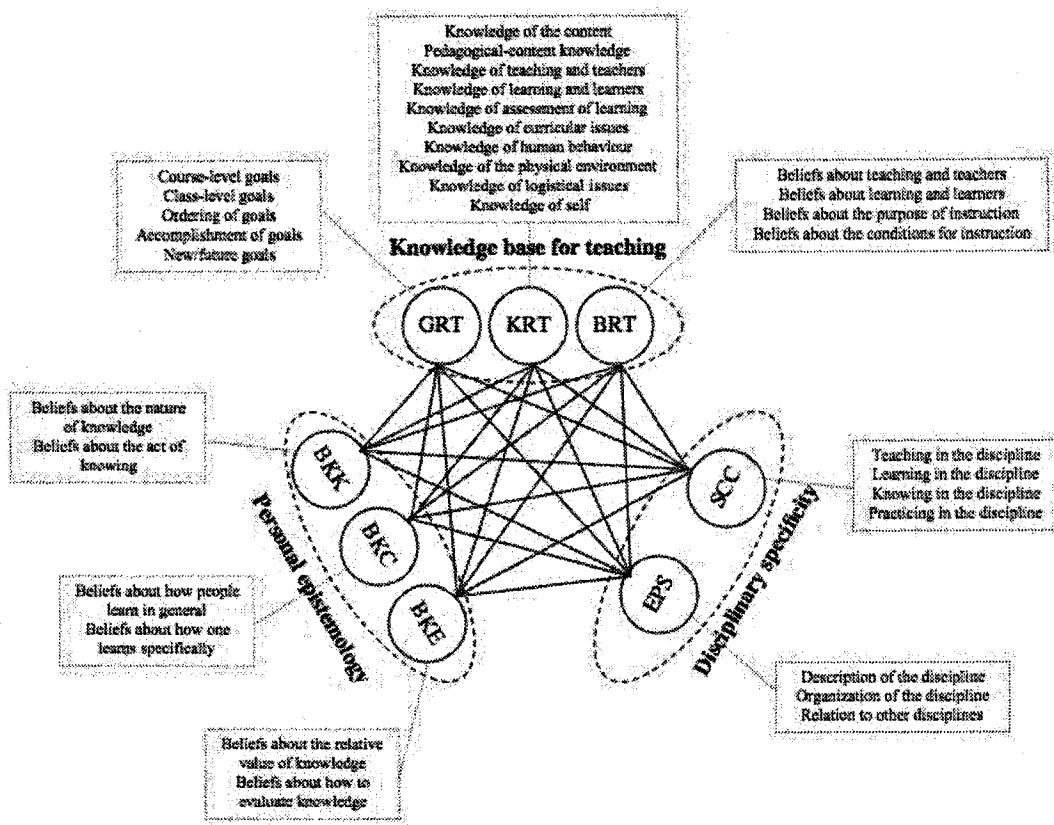 Knowledge of the content
Pedagogical-content knowledge
Knowledge of teaching and teachers
Knowledge of learning and learners
Knowledge of assessment of learning
Knowledge of curricular issues
Knowledge of human behaviour
Knowledge of the physical environment
Knowledge of logistical issues
Knowledge of self
Course-level goals
Class-level goals
Ordering of goals
Accomplishment of goals
New/future goals
Beliefs about teaching and teachers
Beliefs about learning and learners
Beliefs about the purpose of instruction
Beliefs about the conditions for instruction
Knowledge base for teaching
GRT
KRT
BRT
Beliefs about the nature
of knowledge
Beliefs about the act of
knowing
BKK
BKC
BKE
Personal epistemology
SCC
EPS
Disciplinary specificity
Teaching in the discipline
Learning in the discipline
Knowing in the discipline
Practicing in the discipline
Beliefs about how people
learn in general
Beliefs about how one
learns specifically
Description of the discipline
Organization of the discipline
Relation to other disciplines
Beliefs about the relative
value of knowledge
Beliefs about how to
evaluate knowledge